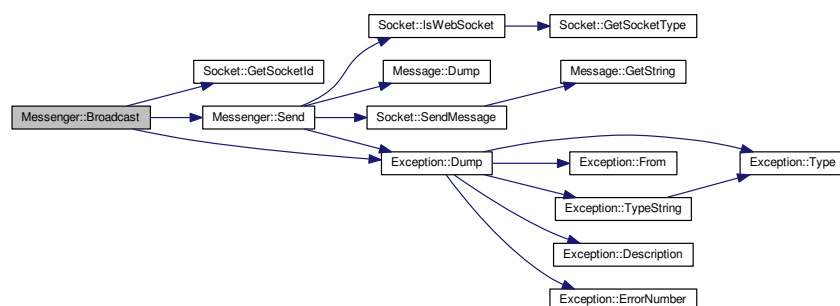 Socket::IsWebSocket
Socket::GetSocketType
Socket::GetSocketId
Message::Dump
Message::GetString
Messenger::Broadcast
Messenger::Send
Socket::SendMessage
Exception::Dump
Exception::From
Exception::Type
Exception::TypeString
Exception::Description
Exception::ErrorNumber